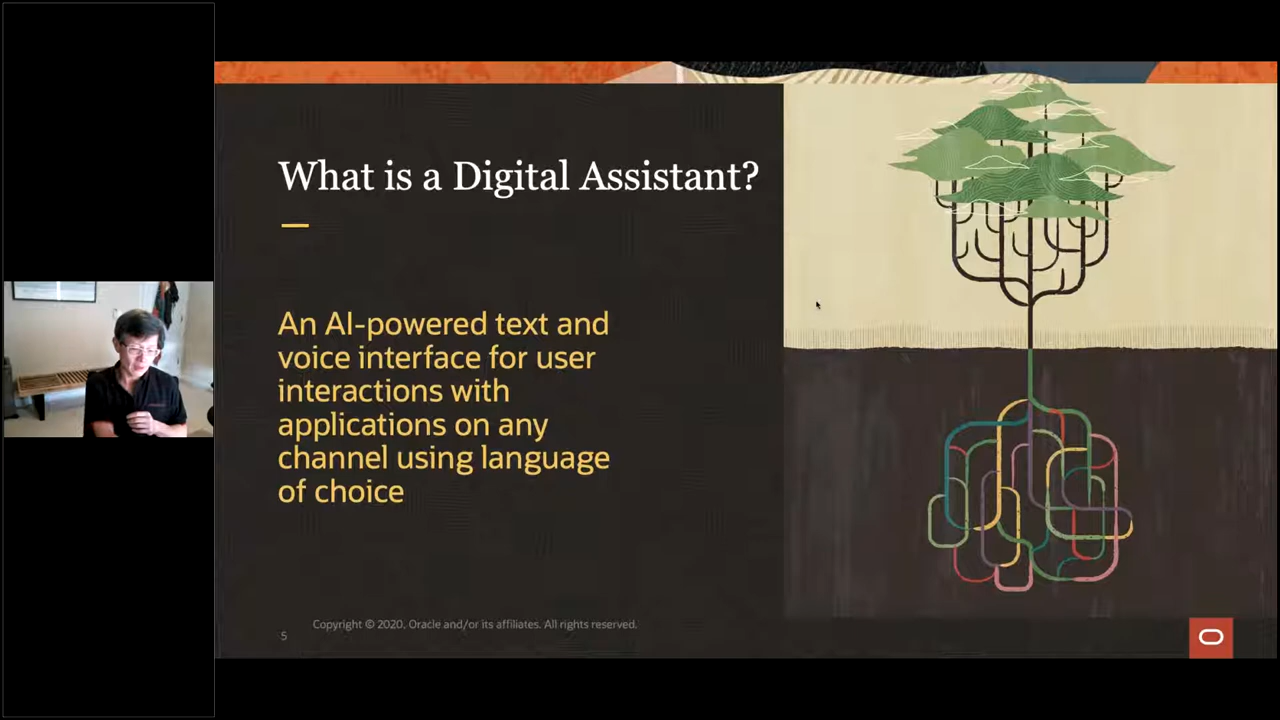 What is a Digital Assistant?
An AI-powered text and
voice interface for user
interactions with
applications on any
channel using language
of choice
Copyright © 2020, Oracle and/or its affiliates. All rights reserved.
5